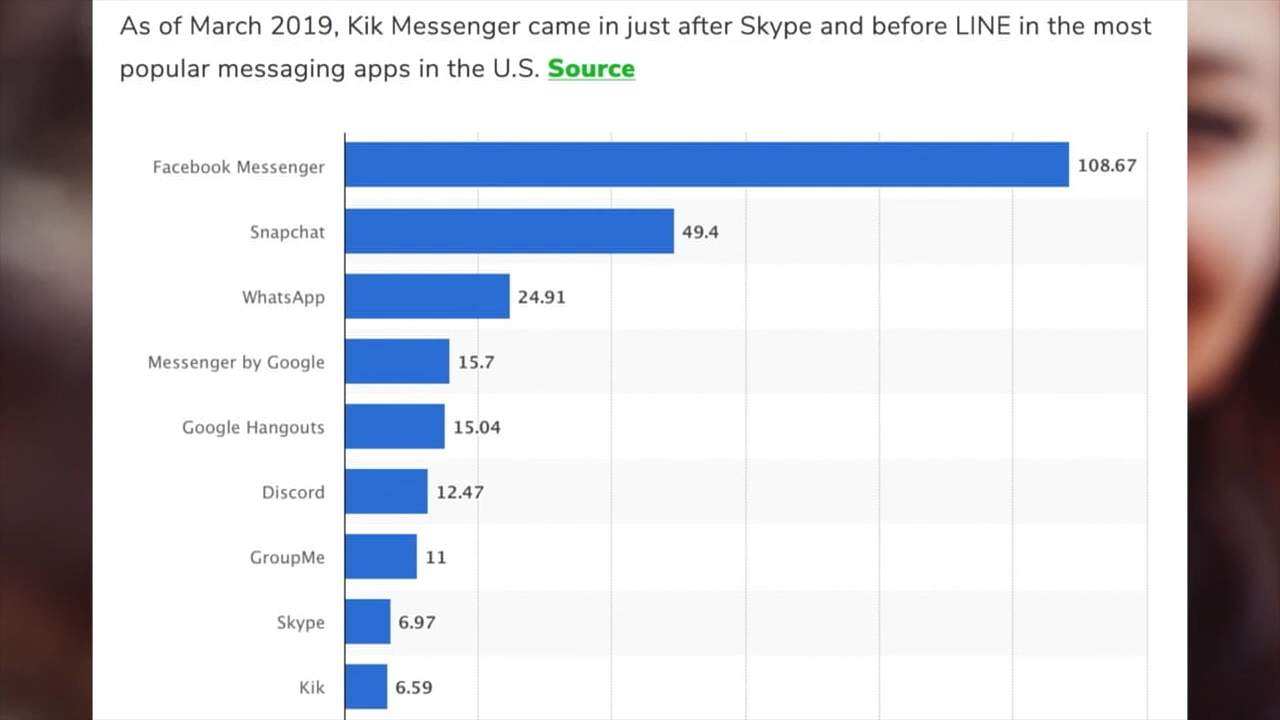 As of March 2019, Kik Messenger came in just after Skype and before LINE in the most
popular messaging apps in the U.S. Source
Facebook Messenger 108.67
Snapchat 49.4
WhatsApp 24.91
Messenger by Google 15.7
Google Hangouts 15.04
Discord 12.47
GroupMe 11
Skype 6.97
Kik 6.59